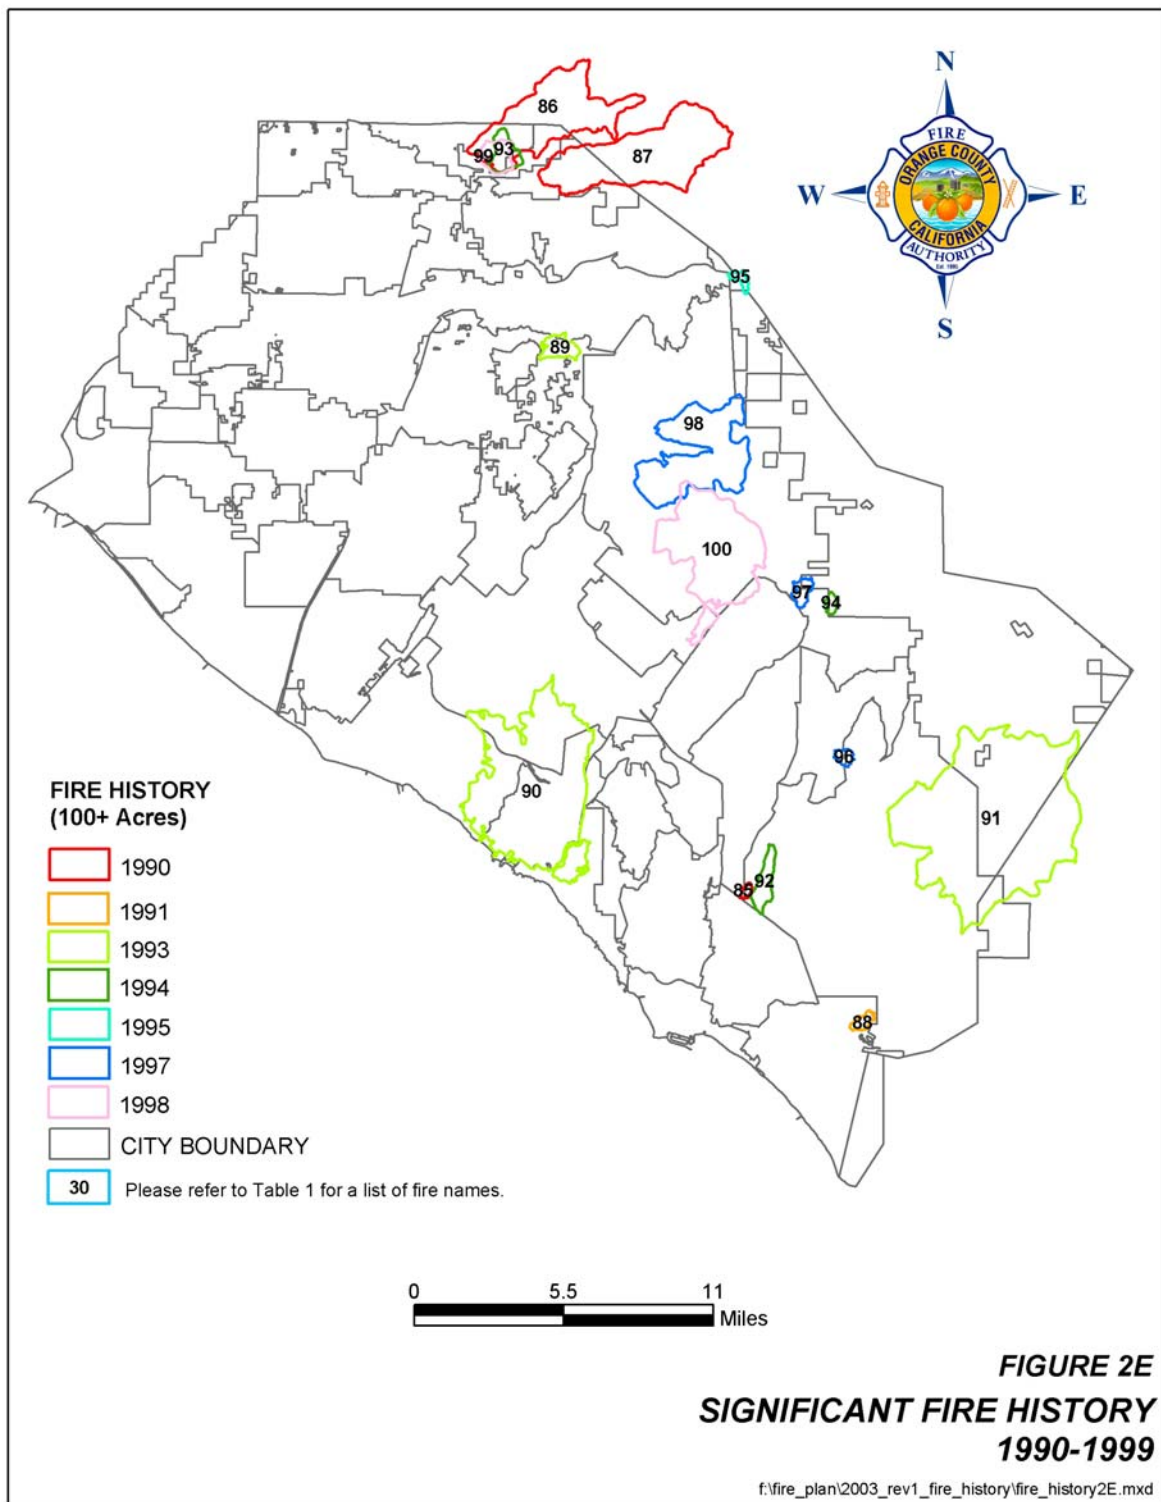 N
FIRE
ORANGE COUNTY
W
E
CALIFORNIA
AUTHORITY
S
86
93
99
87
95
89
98
100
97
94
96
90
91
92
85
88
FIRE HISTORY
(100+ Acres)
1990
1991
1993
1994
1995
1997
1998
CITY BOUNDARY
30 Please refer to Table 1 for a list of fire names.
0 5.5 11
Miles
FIGURE 2E
SIGNIFICANT FIRE HISTORY
1990-1999
f:\fire_plan\2003_rev1_fire_history\fire_history2E.mxd